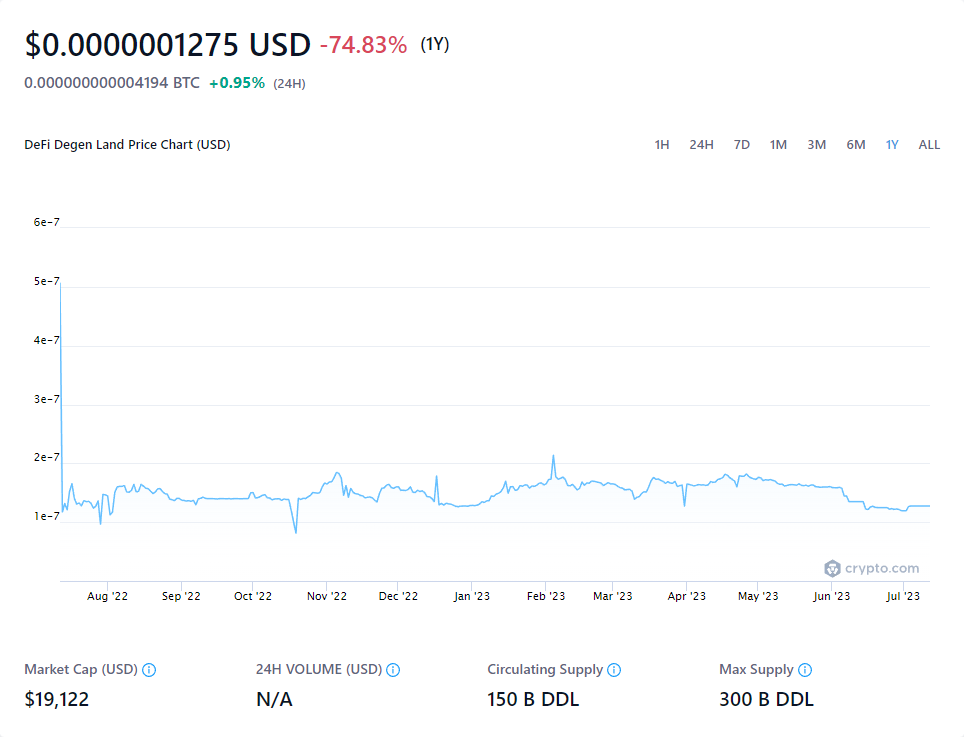 $0.0000001275 USD -74.83% (1Y)
0.000000000004194 BTC +0.95% (24H)
DeFi Degen Land Price Chart (USD) 1H 24H 7D 1M 3M 6M 1Y ALL
6e-7
5e-7
4e-7
3e-7
2e-7
1e-7
crypto.com
Aug '22 Sep '22 Oct '22 Nov '22 Dec '22 Jan '23 Feb '23 Mar '23 Apr '23 May '23 Jun '23 Jul '23
Market Cap (USD) 24H VOLUME (USD) Circulating Supply Max Supply
$19,122 N/A 150 B DDL 300 B DDL